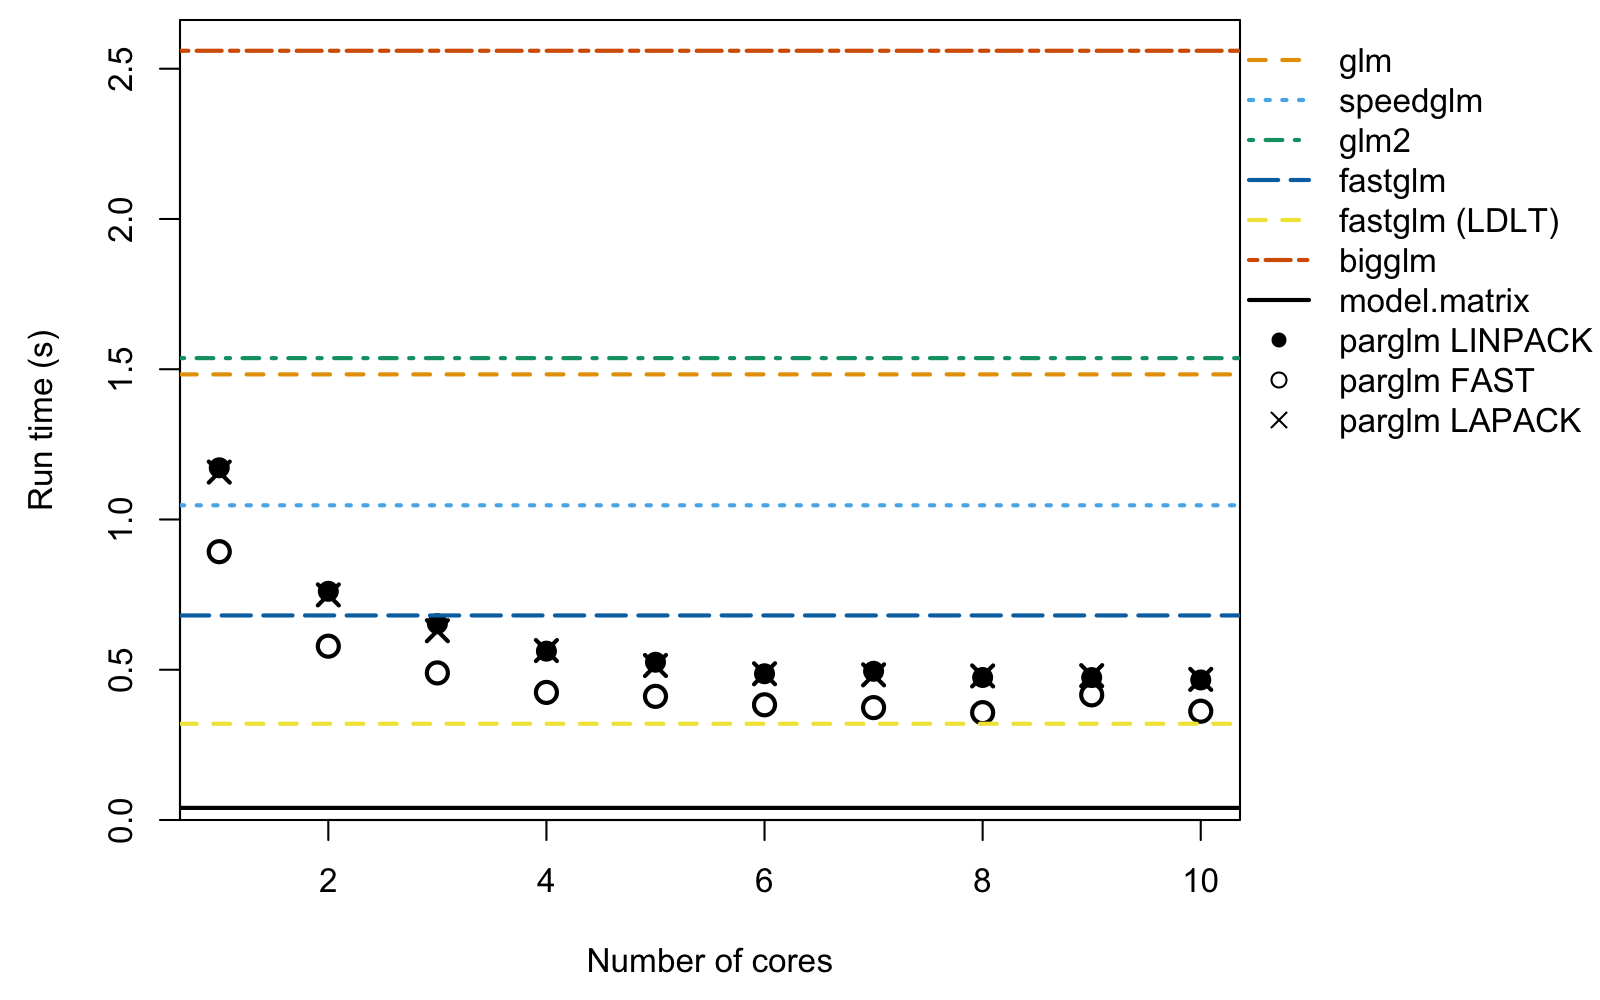 Run time (s)
2.5
2.0
1.5
1.0
0.5
0.0
2 4 6 8 10
Number of cores
glm
speedglm
glm2
fastglm
fastglm (LDLT)
bigglm
model.matrix
parglm LINPACK
parglm FAST
parglm LAPACK